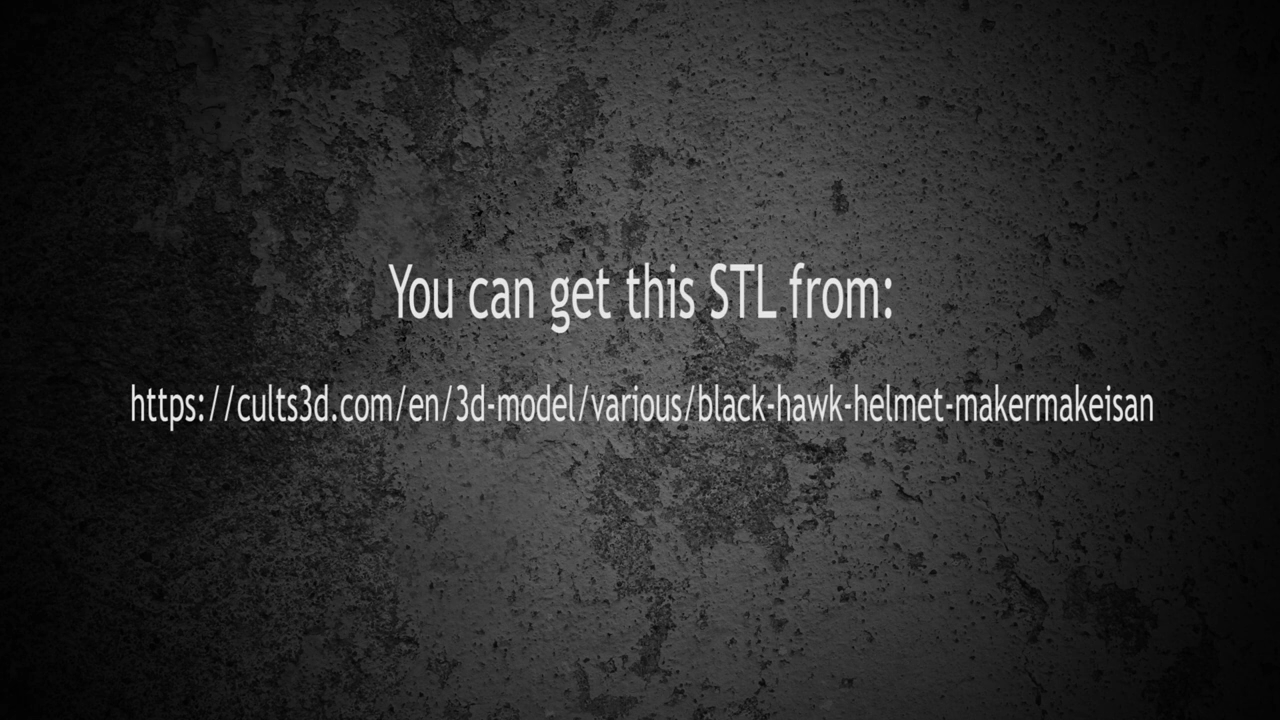 You can get this STL from:
https://cults3d.com/en/3d-model/various/black-hawk-helmet-makermakeisan